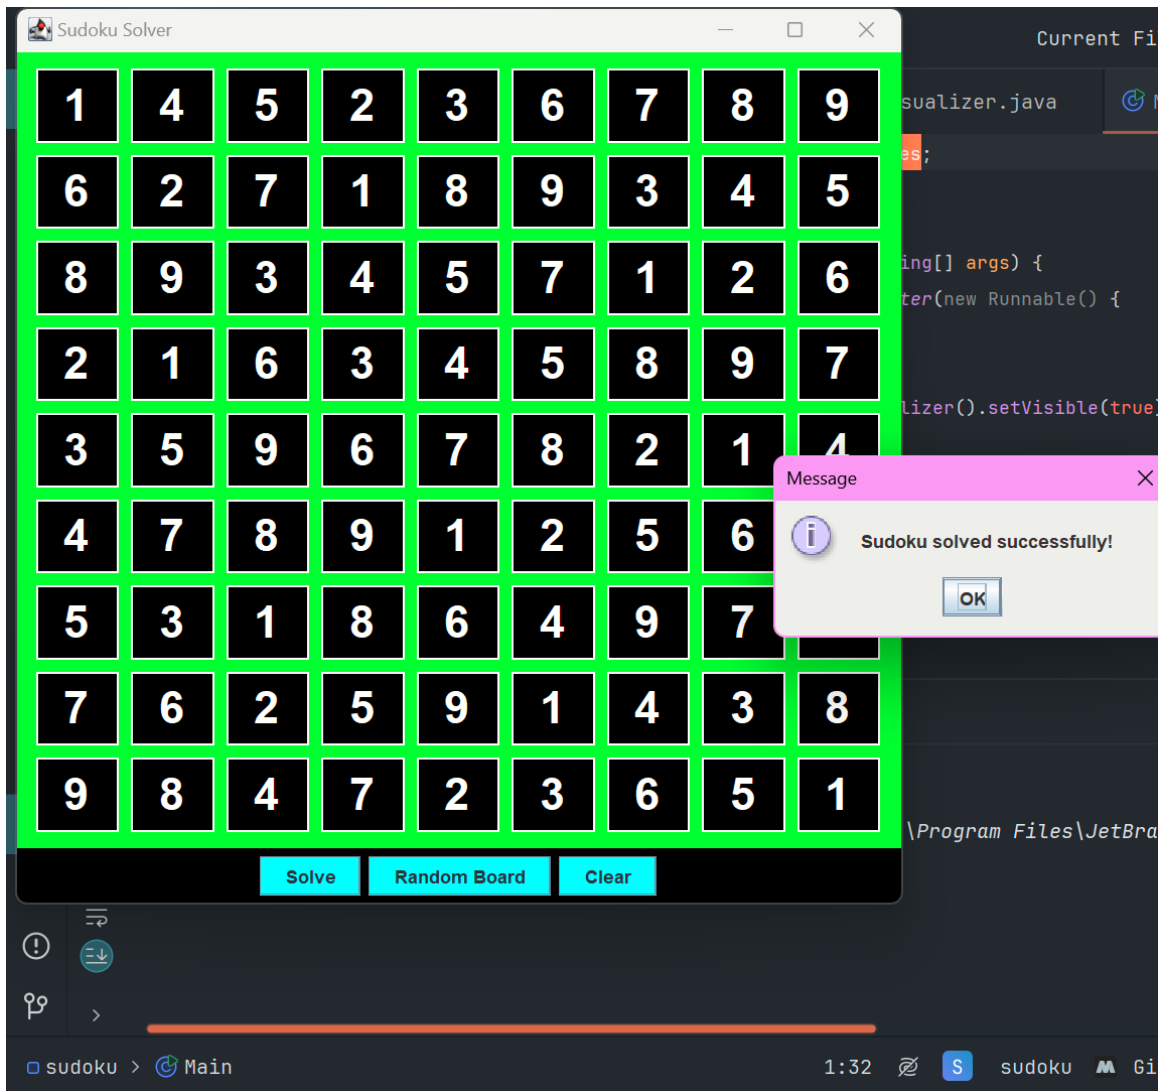 Sudoku Solver
Current Fi
sualizer.java
1 4 5 2 3 6 7 8 9
es;
6 2 7 1 8 9 3 4 5
ing[] args) {
8 9 3 4 5 7 1 2 6
ter(new Runnable() {
2 1 6 3 4 5 8 9 7
lizer().setVisible(true)
3 5 9 6 7 8 2 1 4
Message
4 7 8 9 1 2 5 6
Sudoku solved successfully!
OK
5 3 1 8 6 4 9 7
7 6 2 5 9 1 4 3 8
9 8 4 7 2 3 6 5 1
\Program Files\JetBra
Solve Random Board Clear
sudoku > Main 1:32 S sudoku Gi